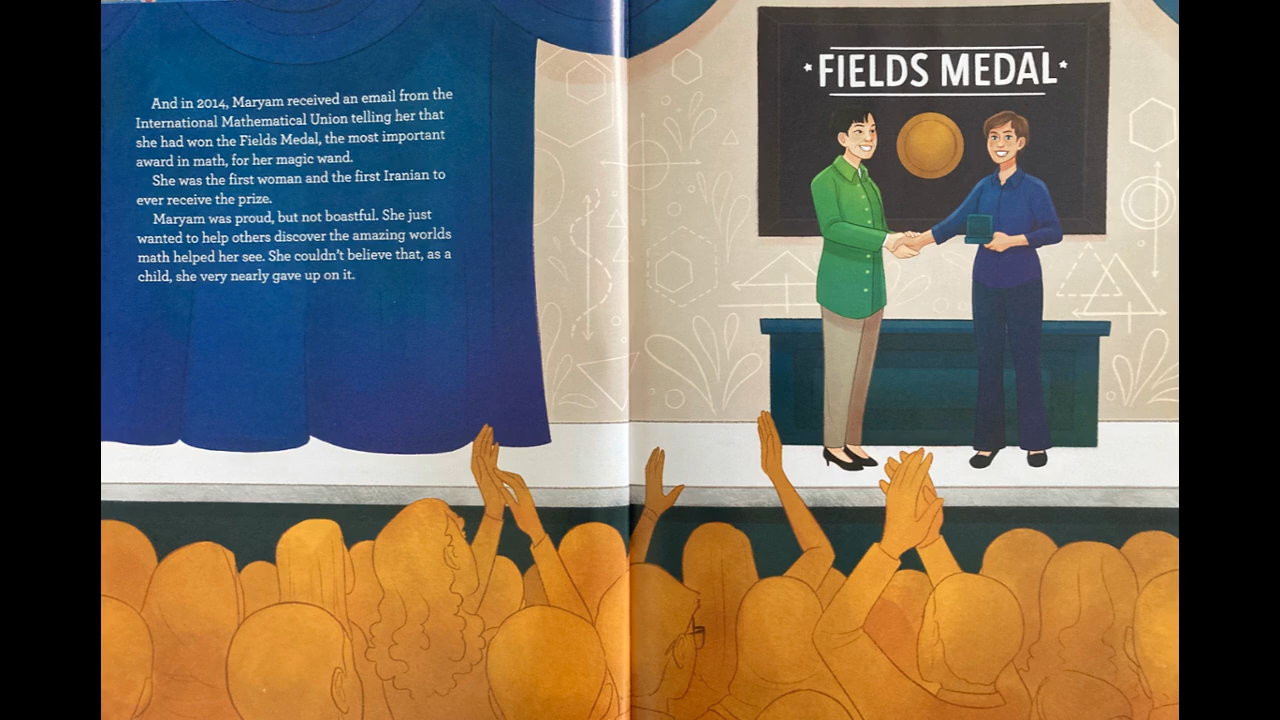 And in 2014, Maryam received an email from the
International Mathematical Union telling her that
she had won the Fields Medal, the most important
award in math, for her magic wand.
She was the first woman and the first Iranian to
ever receive the prize.
Maryam was proud, but not boastful. She just
wanted to help others discover the amazing worlds
math helped her see. She couldn’t believe that, as a
child, she very nearly gave up on it.
FIELDS MEDAL